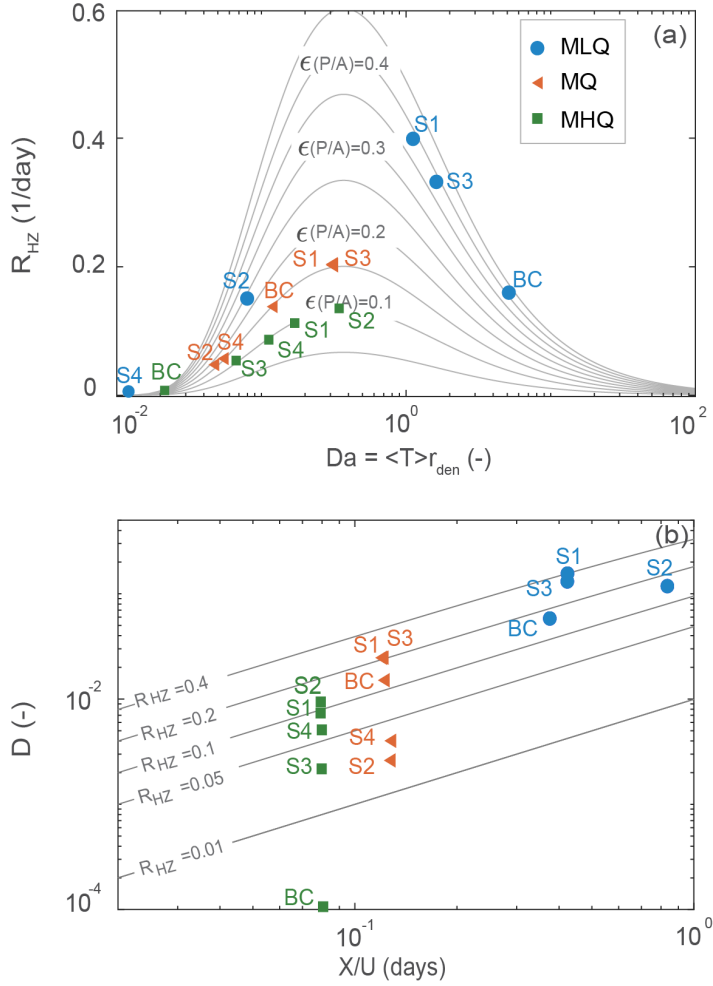 0.6
(a)
ϵ(P/A)=0.4
MLQ
MQ
MHQ
0.4
S1
ϵ(P/A)=0.3
S3
R_HZ (1/day)
ϵ(P/A)=0.2
S1 S3
0.2
S2
BC
BC
ϵ(P/A)=0.1
S1
S2
S2
S4
S4
S4
BC
S3
0
10^-2
10^0
10^2
Da = <T>r_den (-)
(b)
S1
S3
S2
BC
S1 S3
R_HZ=0.4
BC
10^-2
S2
R_HZ=0.2
S1
D (-)
R_HZ=0.1
S4
S4
R_HZ=0.05
S3
S2
R_HZ=0.01
BC
10^-4
10^-1
10^0
X/U (days)